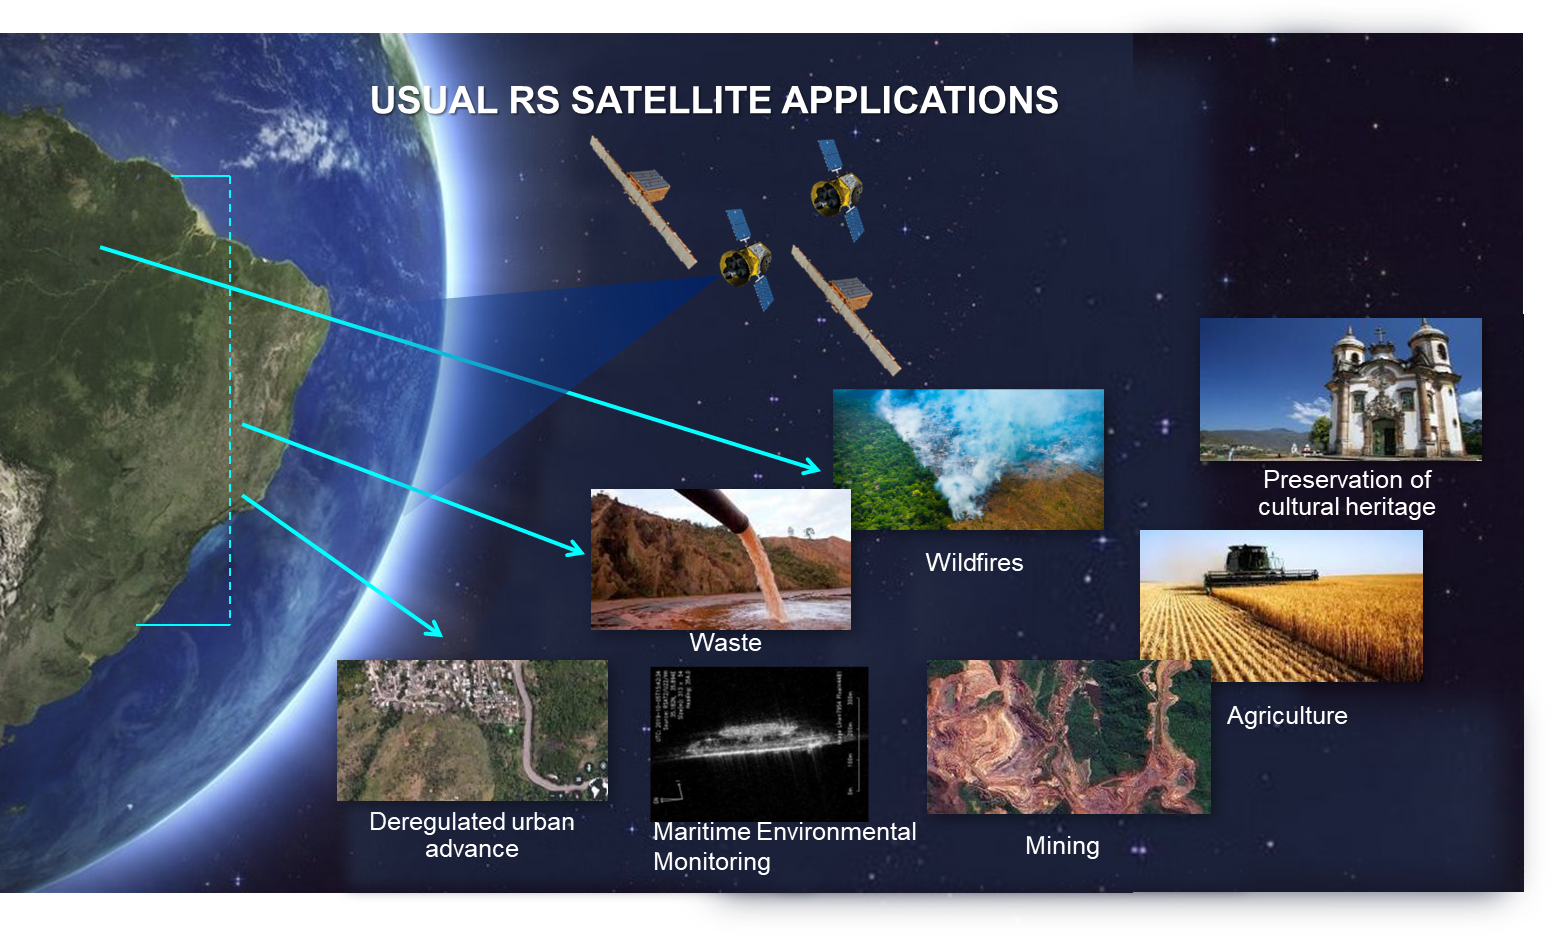 USUAL RS SATELLITE APPLICATIONS
Preservation of
cultural heritage
Wildfires
Waste
Agriculture
Deregulated urban
advance
Maritime Environmental
Monitoring
Mining